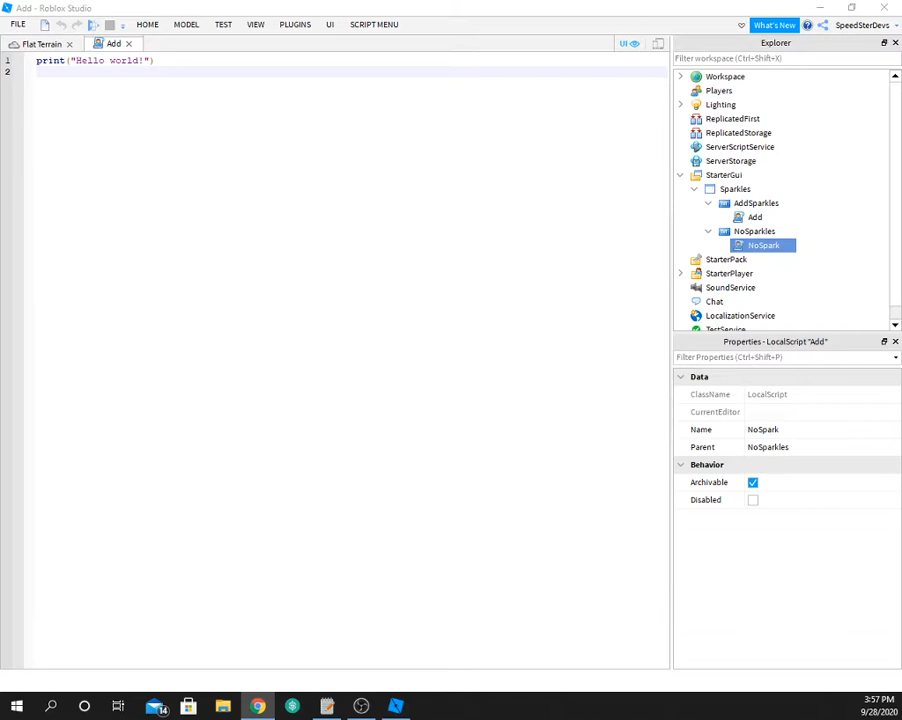 Add - Roblox Studio
FILE HOME MODEL TEST VIEW PLUGINS UI SCRIPT MENU What's New SpeedSterDevs
Flat Terrain Add UI
1 print("Hello world!")
2
Explorer
Filter workspace (Ctrl+Shift+X)
Workspace
Players
Lighting
ReplicatedFirst
ReplicatedStorage
ServerScriptService
ServerStorage
StarterGui
Sparkles
AddSparkles
Add
NoSparkles
NoSpark
StarterPack
StarterPlayer
SoundService
Chat
LocalizationService
TestService
Properties - LocalScript "Add"
Filter Properties (Ctrl+Shift+P)
Data
ClassName LocalScript
CurrentEditor
Name NoSpark
Parent NoSparkles
Behavior
Archivable
Disabled
14
3:57 PM
9/28/2020